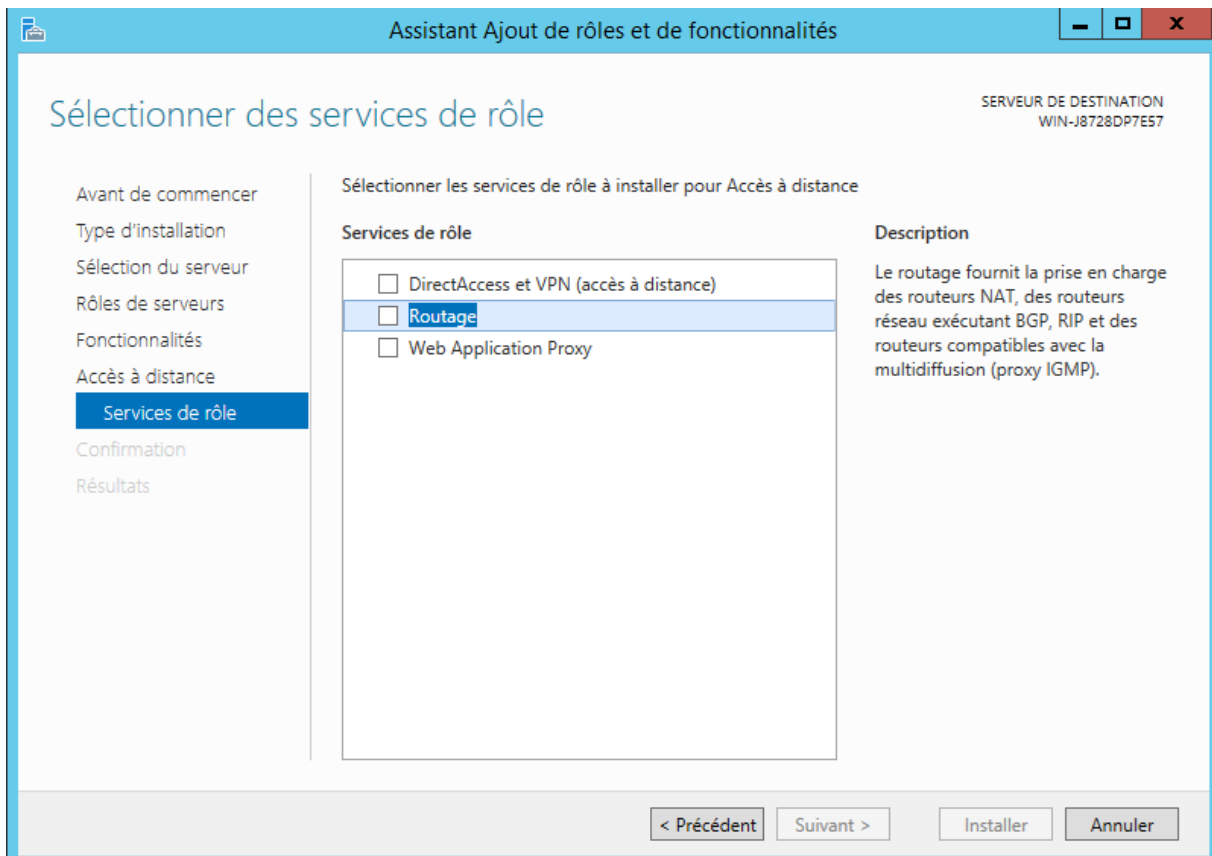 Assistant Ajout de rôles et de fonctionnalités
x
Sélectionner des services de rôle
SERVEUR DE DESTINATION
WIN-J8728DP7E57
Avant de commencer
Type d'installation
Sélection du serveur
Rôles de serveurs
Fonctionnalités
Accès à distance
Services de rôle
Confirmation
Résultats
Sélectionner les services de rôle à installer pour Accès à distance
Services de rôle
DirectAccess et VPN (accès à distance)
Routage
Web Application Proxy
Description
Le routage fournit la prise en charge
des routeurs NAT, des routeurs
réseau exécutant BGP, RIP et des
routeurs compatibles avec la
multidiffusion (proxy IGMP).
< Précédent
Suivant >
Installer
Annuler